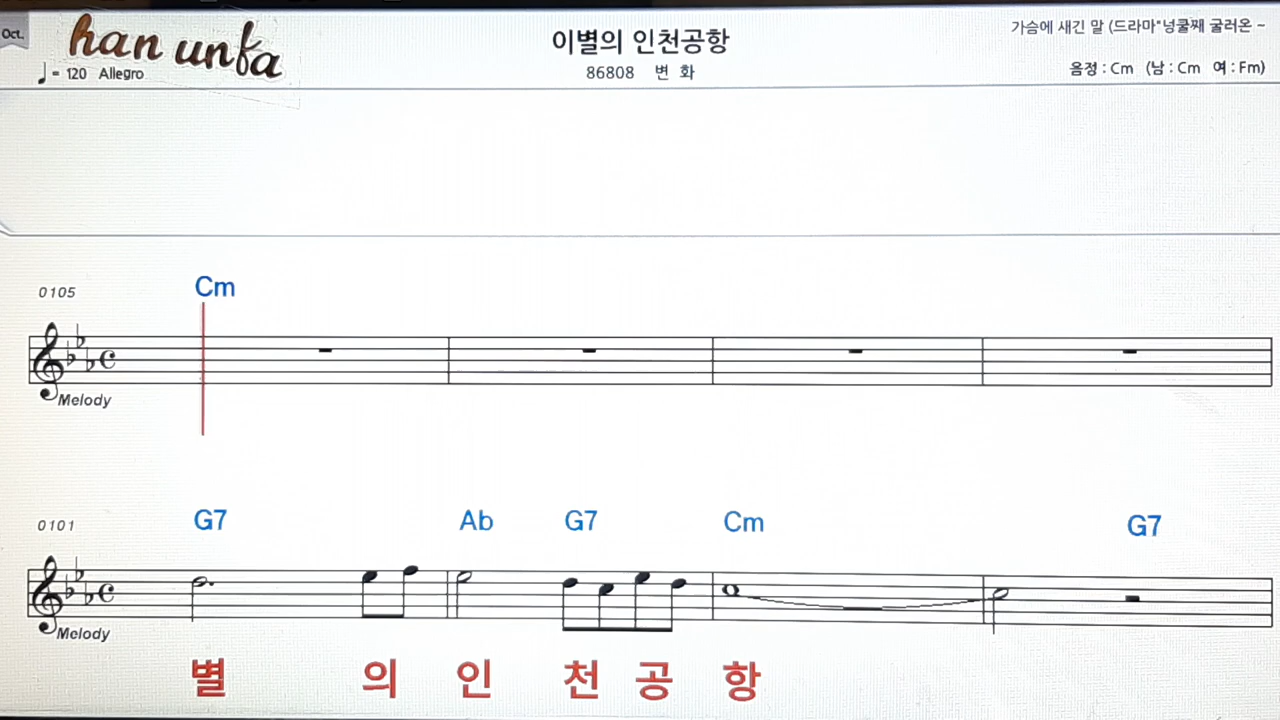 Oct.
han unfa
이별의 인천공항
가슴에 새긴 말 (드라마"넝쿨째 굴러온 ~
= 120 Allegro
86808 변 화
음정 : Cm (남 : Cm 여 : Fm)
0105
Cm
Melody
0101
G7 Ab G7 Cm G7
Melody
별 의 인 천 공 항